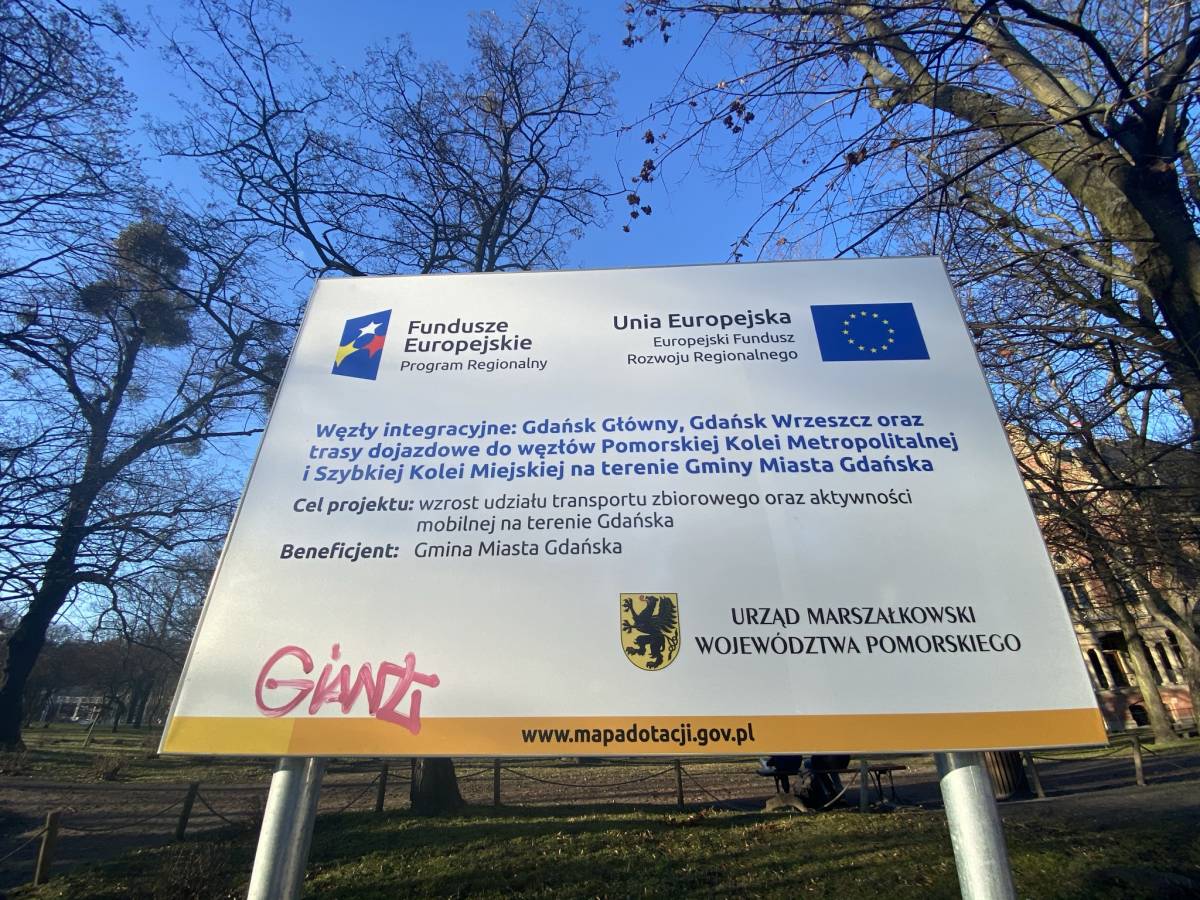 Fundusze
Europejskie
Program Regionalny
Unia Europejska
Europejski Fundusz
Rozwoju Regionalnego
Węzły integracyjne: Gdańsk Główny, Gdańsk Wrzeszcz oraz
trasy dojazdowe do węzłów Pomorskiej Kolei Metropolitalnej
i Szybkiej Kolei Miejskiej na terenie Gminy Miasta Gdańska
Cel projektu: wzrost udziału transportu zbiorowego oraz aktywności
mobilnej na terenie Gdańska
Beneficjent: Gmina Miasta Gdańska
URZĄD MARSZAŁKOWSKI
WOJEWÓDZTWA POMORSKIEGO
www.mapadotacji.gov.pl